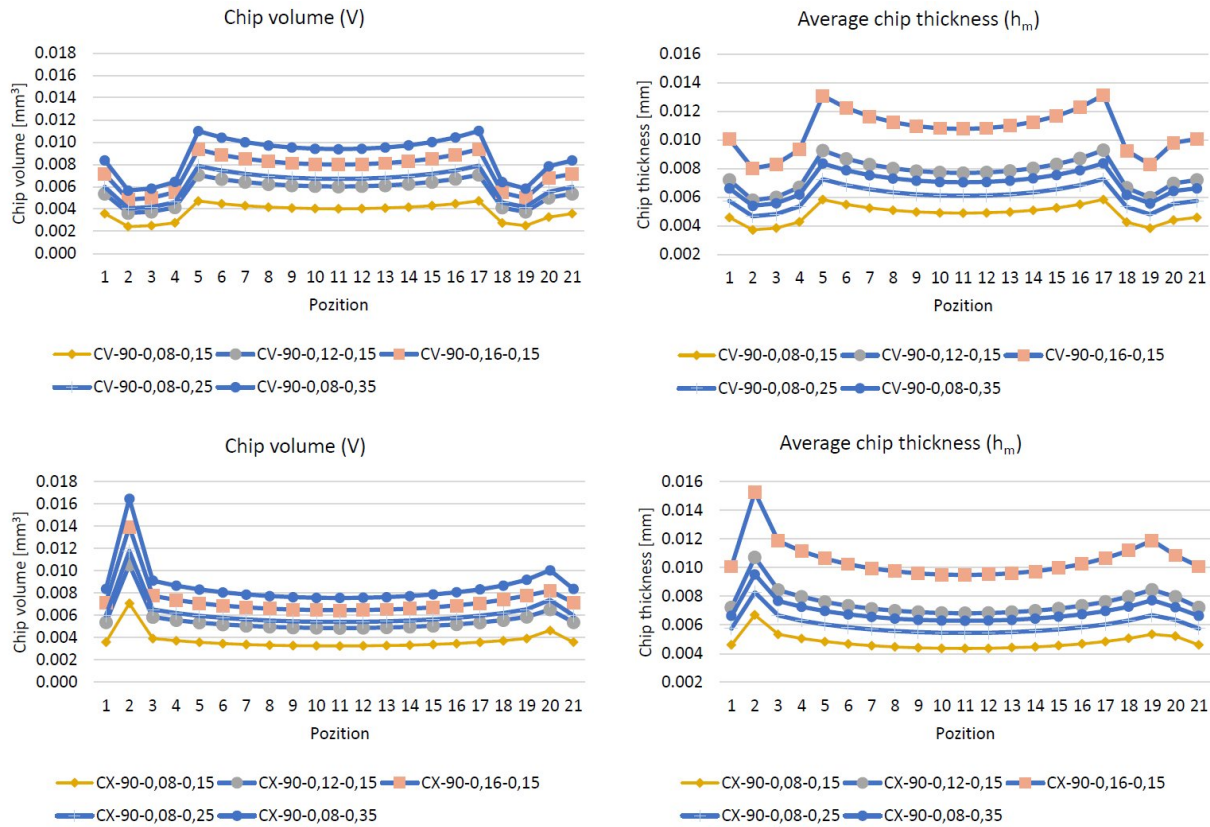 Chip volume (V)
Chip volume [mm³]
0.018
0.016
0.014
0.012
0.010
0.008
0.006
0.004
0.002
0.000
1 2 3 4 5 6 7 8 9 10 11 12 13 14 15 16 17 18 19 20 21
Pozition
CV-90-0,08-0,15 CV-90-0,12-0,15 CV-90-0,16-0,15
CV-90-0,08-0,25 CV-90-0,08-0,35
Average chip thickness (hₘ)
Chip thickness [mm]
0.016
0.014
0.012
0.010
0.008
0.006
0.004
0.002
1 2 3 4 5 6 7 8 9 10 11 12 13 14 15 16 17 18 19 20 21
Pozition
CV-90-0,08-0,15 CV-90-0,12-0,15 CV-90-0,16-0,15
CV-90-0,08-0,25 CV-90-0,08-0,35
Chip volume (V)
Chip volume [mm³]
0.018
0.016
0.014
0.012
0.010
0.008
0.006
0.004
0.002
0.000
1 2 3 4 5 6 7 8 9 10 11 12 13 14 15 16 17 18 19 20 21
Pozition
CX-90-0,08-0,15 CX-90-0,12-0,15 CX-90-0,16-0,15
CX-90-0,08-0,25 CX-90-0,08-0,35
Average chip thickness (hₘ)
Chip thickness [mm]
0.016
0.014
0.012
0.010
0.008
0.006
0.004
0.002
1 2 3 4 5 6 7 8 9 10 11 12 13 14 15 16 17 18 19 20 21
Pozition
CX-90-0,08-0,15 CX-90-0,12-0,15 CX-90-0,16-0,15
CX-90-0,08-0,25 CX-90-0,08-0,35